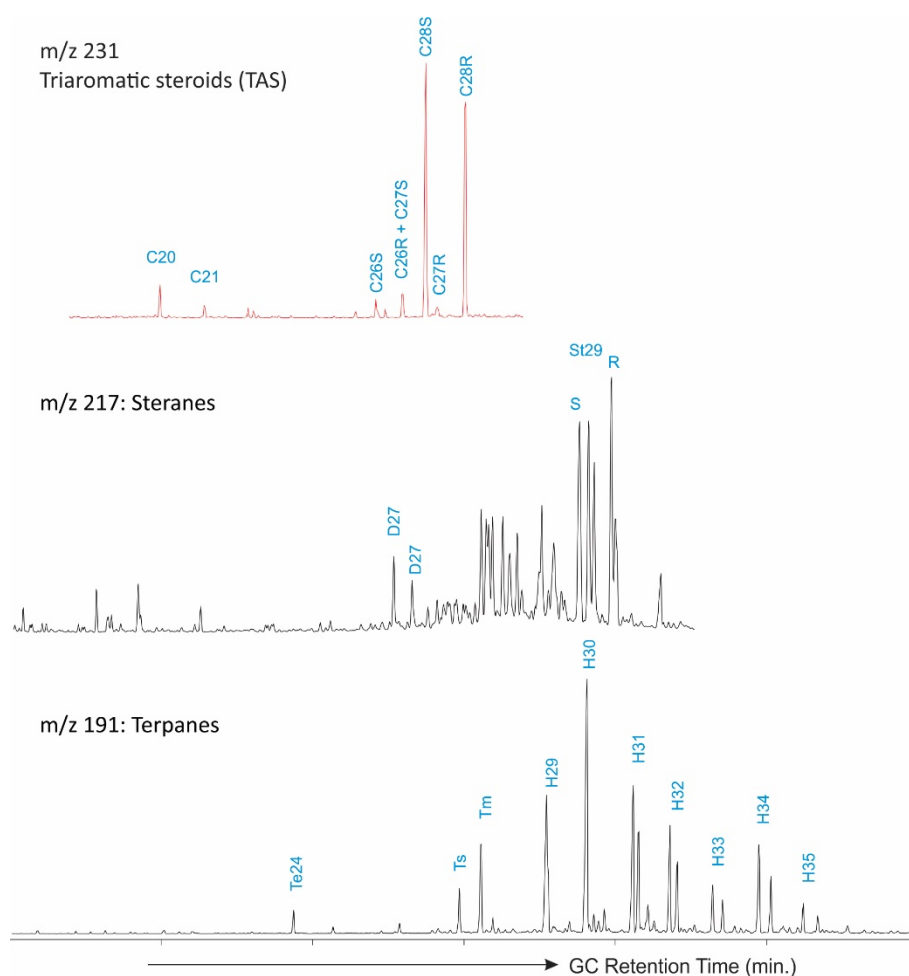 m/z 231
Triaromatic steroids (TAS)
C20
C21
C26S
C26R + C27S
C28S
C27R
C28R
m/z 217: Steranes
D27
D27
St29
S
R
m/z 191: Terpanes
Te24
Ts
Tm
H29
H30
H31
H32
H33
H34
H35
GC Retention Time (min.)